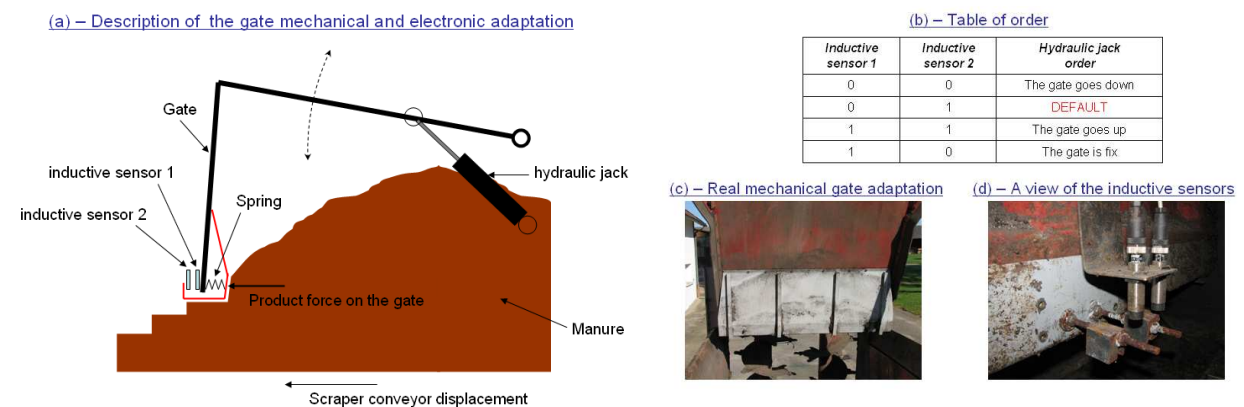 (a) – Description of the gate mechanical and electronic adaptation
Gate
inductive sensor 1
inductive sensor 2
Spring
hydraulic jack
Product force on the gate
Manure
Scraper conveyor displacement
(b) – Table of order
Inductive sensor 1 Inductive sensor 2 Hydraulic jack order
0 0 The gate goes down
0 1 DEFAULT
1 1 The gate goes up
1 0 The gate is fix
(c) – Real mechanical gate adaptation
(d) – A view of the inductive sensors